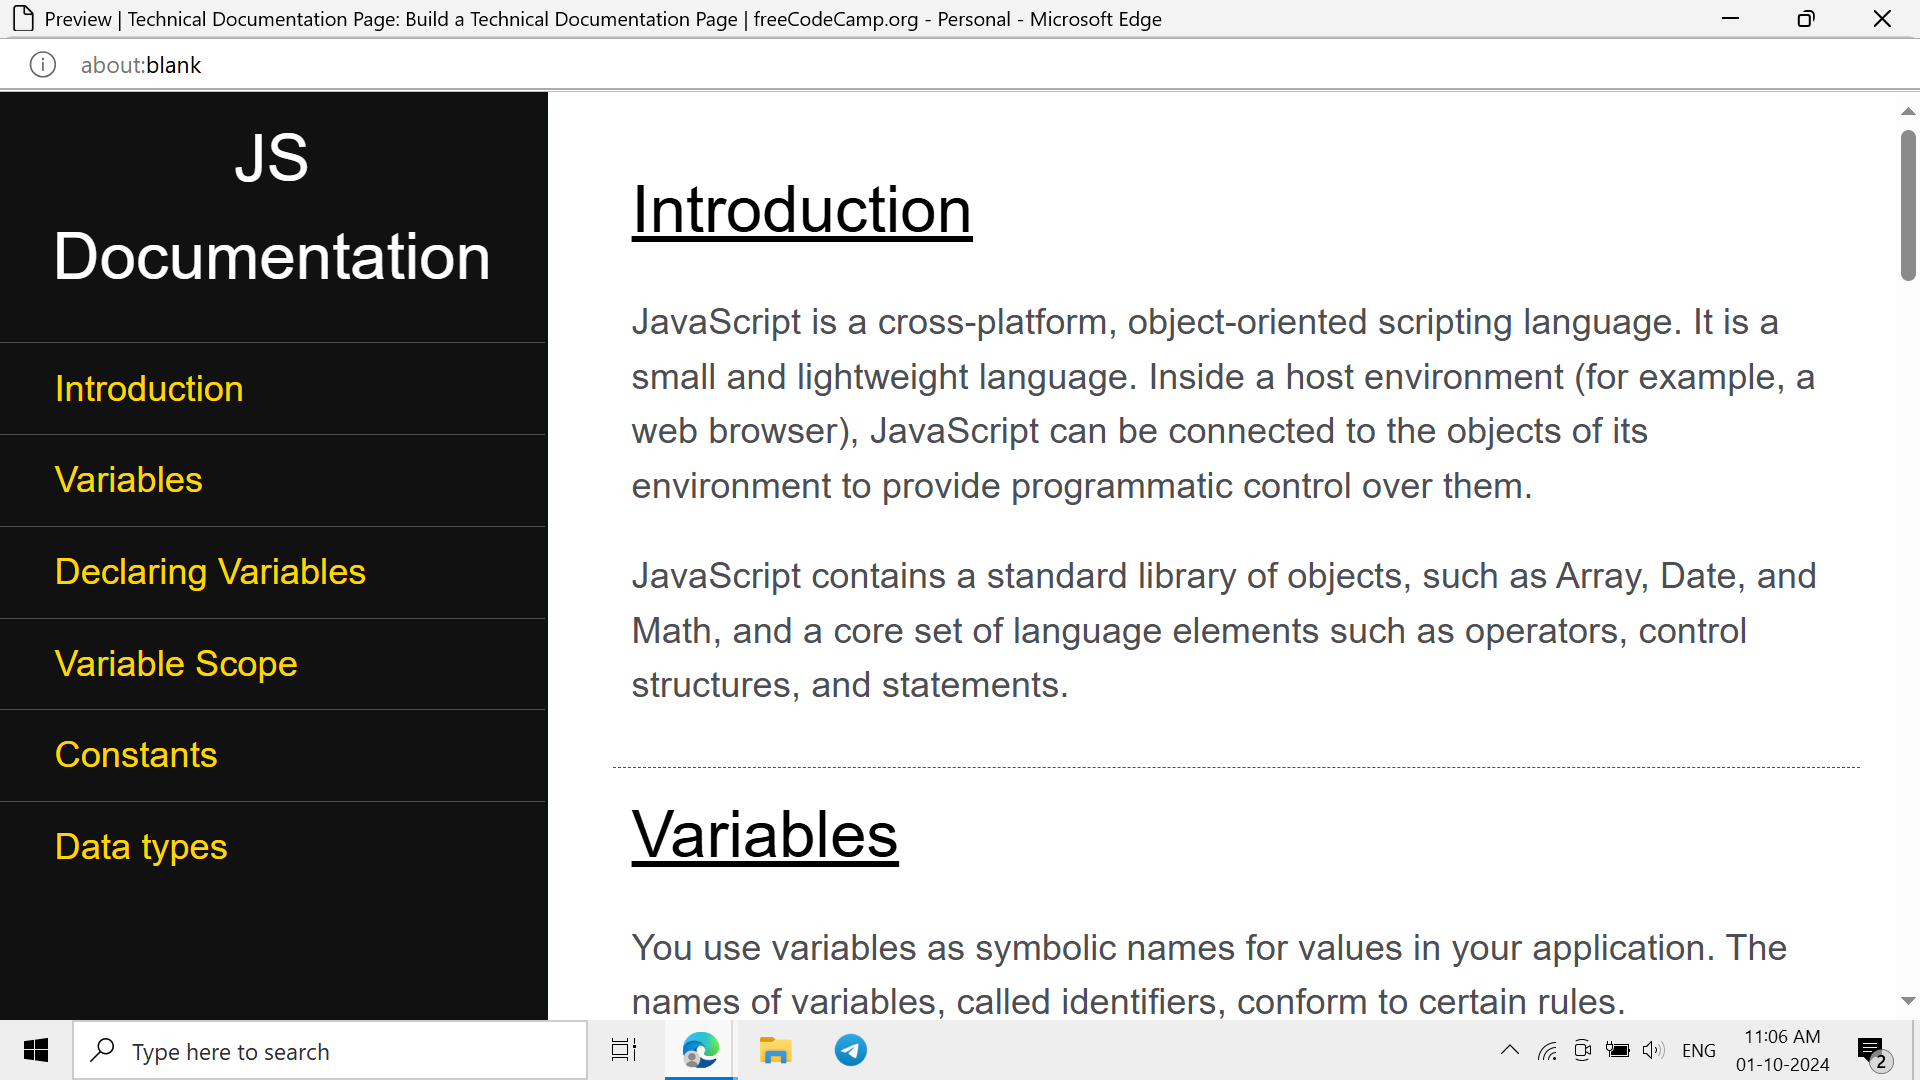 Preview | Technical Documentation Page: Build a Technical Documentation Page | freeCodeCamp.org - Personal - Microsoft Edge
about:blank
JS
Documentation
Introduction
Variables
Declaring Variables
Variable Scope
Constants
Data types
Introduction
JavaScript is a cross-platform, object-oriented scripting language. It is a
small and lightweight language. Inside a host environment (for example, a
web browser), JavaScript can be connected to the objects of its
environment to provide programmatic control over them.
JavaScript contains a standard library of objects, such as Array, Date, and
Math, and a core set of language elements such as operators, control
structures, and statements.
Variables
You use variables as symbolic names for values in your application. The
names of variables, called identifiers, conform to certain rules.
Type here to search
ENG
11:06 AM
01-10-2024
2